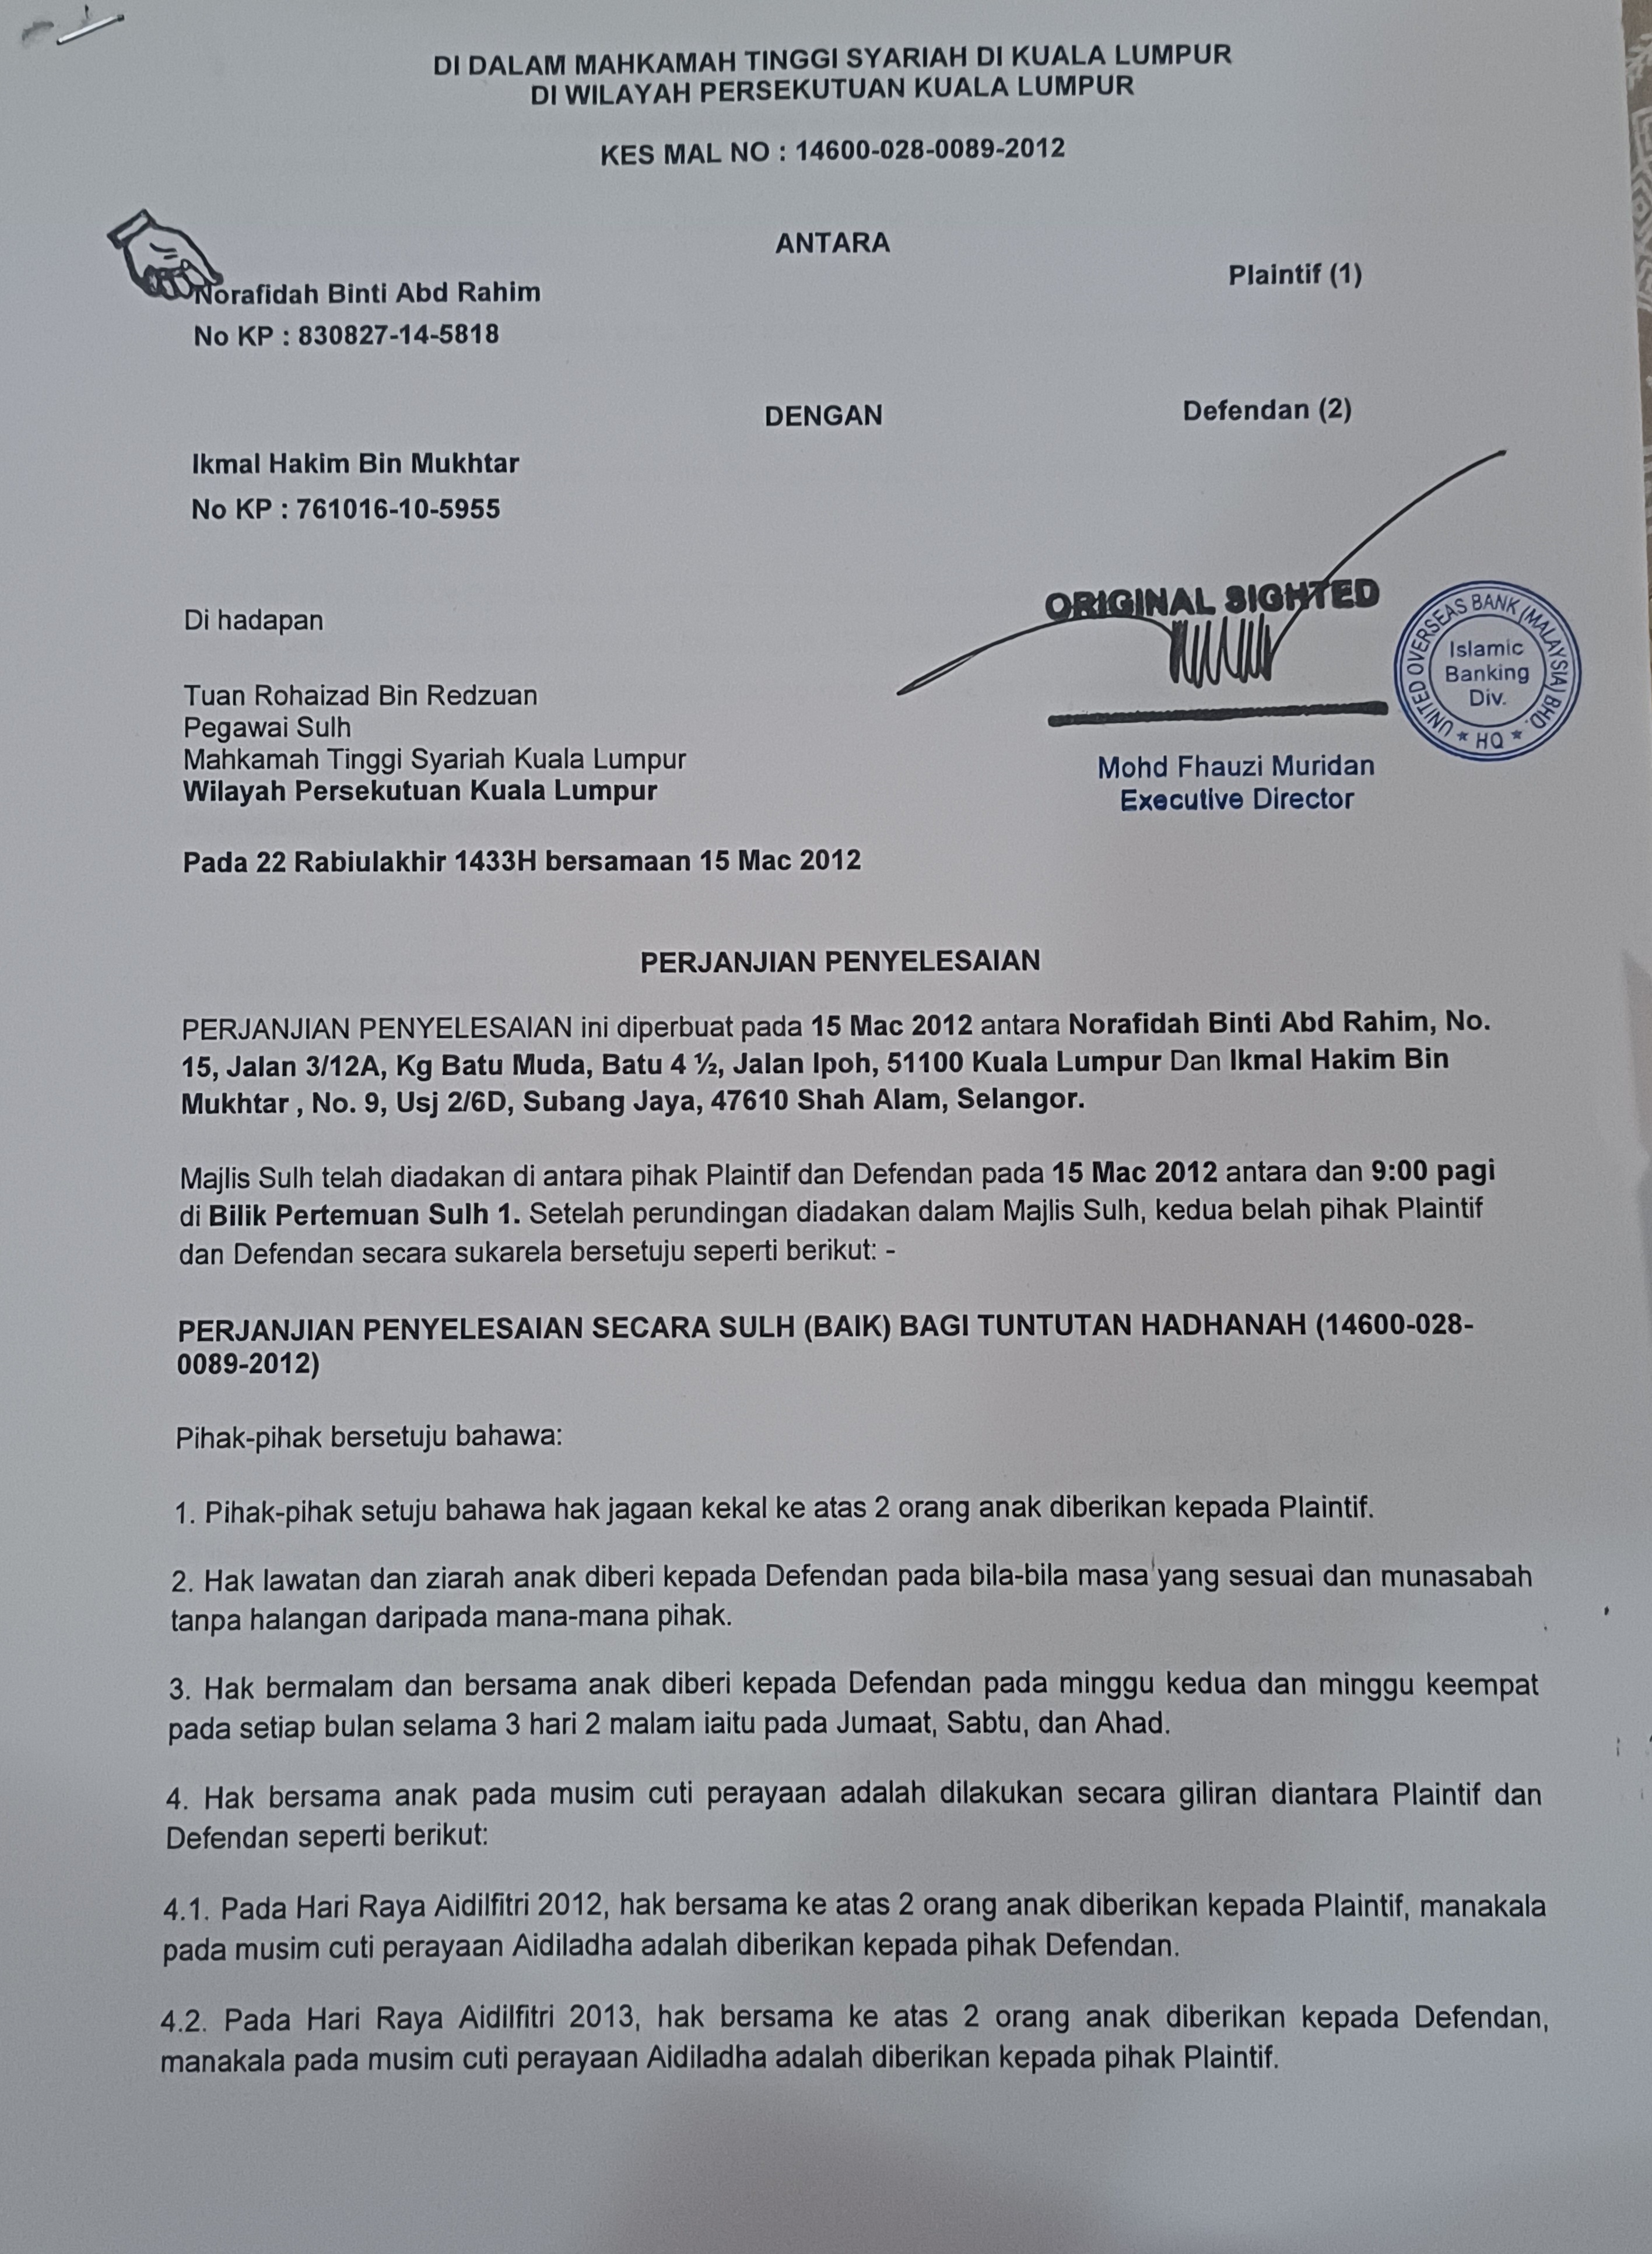 DI DALAM MAHKAMAH TINGGI SYARIAH DI KUALA LUMPUR
DI WILAYAH PERSEKUTUAN KUALA LUMPUR
KES MAL NO : 14600-028-0089-2012
ANTARA
Plaintif (1)
Norafidah Binti Abd Rahim
No KP : 830827-14-5818
DENGAN
Defendan (2)
Ikmal Hakim Bin Mukhtar
No KP : 761016-10-5955
ORIGINAL SIGHTED
UNITED OVERSEAS BANK (MALAYSIA) BHD.
Islamic
Banking
Div.
* HQ *
Mohd Fhauzi Muridan
Executive Director
Di hadapan
Tuan Rohaizad Bin Redzuan
Pegawai Sulh
Mahkamah Tinggi Syariah Kuala Lumpur
Wilayah Persekutuan Kuala Lumpur
Pada 22 Rabiulakhir 1433H bersamaan 15 Mac 2012
PERJANJIAN PENYELESAIAN
PERJANJIAN PENYELESAIAN ini diperbuat pada 15 Mac 2012 antara Norafidah Binti Abd Rahim, No.
15, Jalan 3/12A, Kg Batu Muda, Batu 4 ½, Jalan Ipoh, 51100 Kuala Lumpur Dan Ikmal Hakim Bin
Mukhtar , No. 9, Usj 2/6D, Subang Jaya, 47610 Shah Alam, Selangor.
Majlis Sulh telah diadakan di antara pihak Plaintif dan Defendan pada 15 Mac 2012 antara dan 9:00 pagi
di Bilik Pertemuan Sulh 1. Setelah perundingan diadakan dalam Majlis Sulh, kedua belah pihak Plaintif
dan Defendan secara sukarela bersetuju seperti berikut: -
PERJANJIAN PENYELESAIAN SECARA SULH (BAIK) BAGI TUNTUTAN HADHANAH (14600-028-
0089-2012)
Pihak-pihak bersetuju bahawa:
1. Pihak-pihak setuju bahawa hak jagaan kekal ke atas 2 orang anak diberikan kepada Plaintif.
2. Hak lawatan dan ziarah anak diberi kepada Defendan pada bila-bila masa yang sesuai dan munasabah
tanpa halangan daripada mana-mana pihak.
3. Hak bermalam dan bersama anak diberi kepada Defendan pada minggu kedua dan minggu keempat
pada setiap bulan selama 3 hari 2 malam iaitu pada Jumaat, Sabtu, dan Ahad.
4. Hak bersama anak pada musim cuti perayaan adalah dilakukan secara giliran diantara Plaintif dan
Defendan seperti berikut:
4.1. Pada Hari Raya Aidilfitri 2012, hak bersama ke atas 2 orang anak diberikan kepada Plaintif, manakala
pada musim cuti perayaan Aidiladha adalah diberikan kepada pihak Defendan.
4.2. Pada Hari Raya Aidilfitri 2013, hak bersama ke atas 2 orang anak diberikan kepada Defendan,
manakala pada musim cuti perayaan Aidiladha adalah diberikan kepada pihak Plaintif.